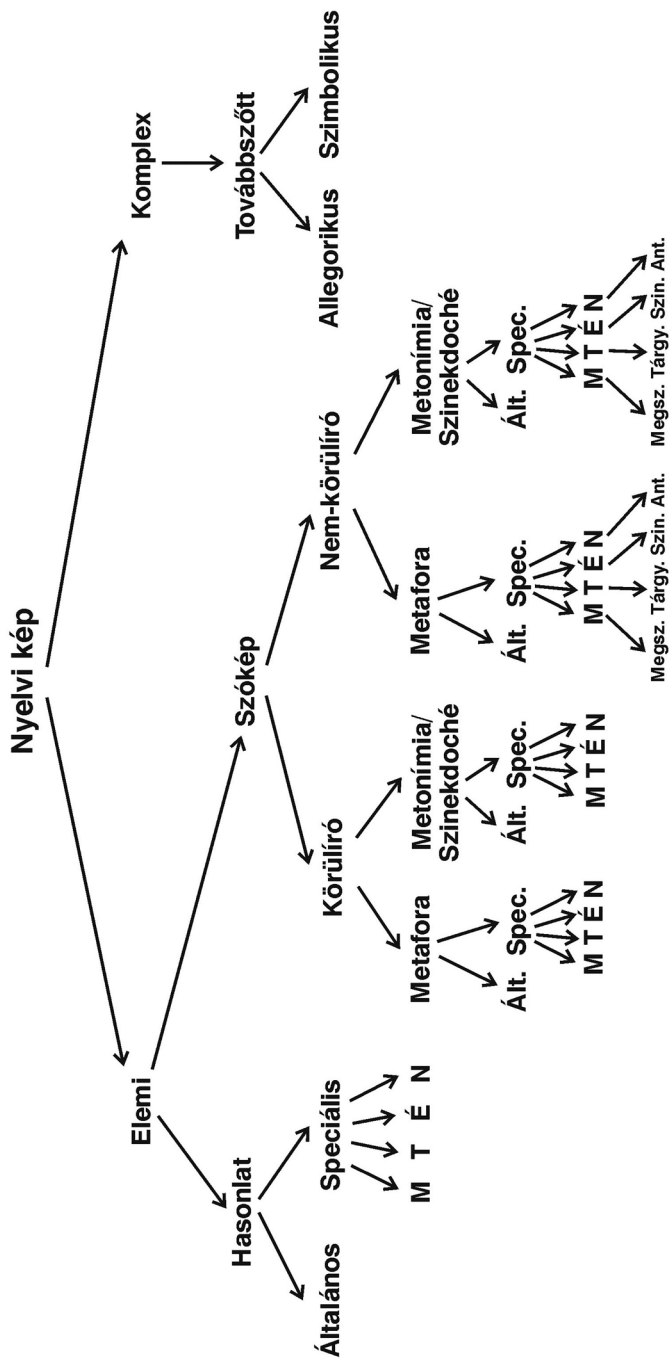 Nyelvi kép
Elemi
Komplex
Hasonlat
Szókép
Továbbszőtt
Általános
Speciális
Körülíró
Nem-körülíró
Allegorikus
Szimbolikus
M T É N
Metafora
Metonímia/
Szinekdoché
Metafora
Metonímia/
Szinekdoché
Ált. Spec.
Ált. Spec.
Ált. Spec.
Ált. Spec.
M T É N
M T É N
M T É N
M T É N
Megsz. Tárgy. Szin. Ant.
Megsz. Tárgy. Szin. Ant.